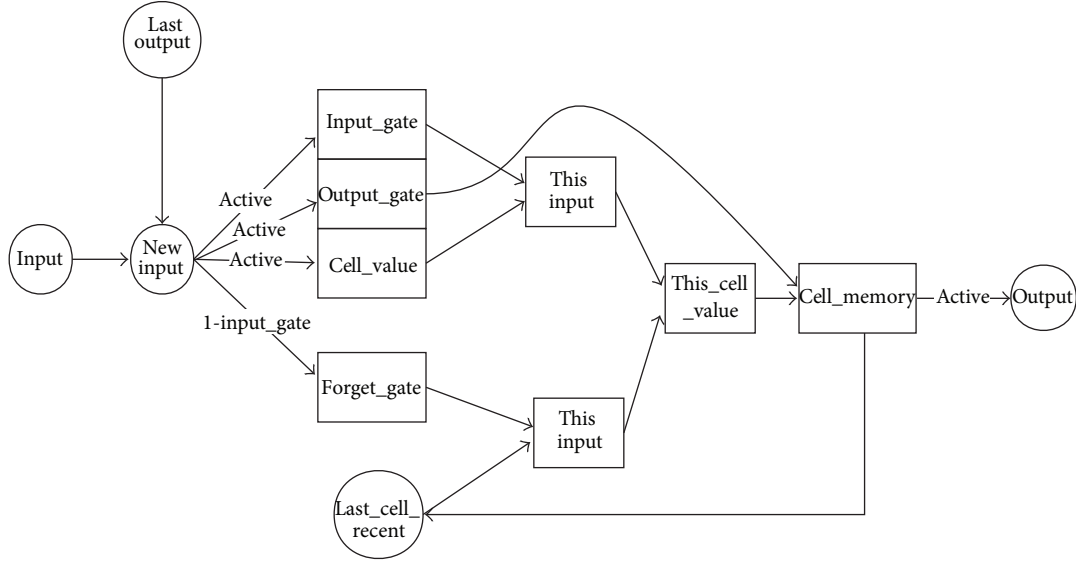 Last
output
Input_gate
This
input
Active
Output_gate
Active
Input
New
input
Active
Cell_value
This_cell
_value
Cell_memory
Active
Output
1-input_gate
Forget_gate
This
input
Last_cell_
recent